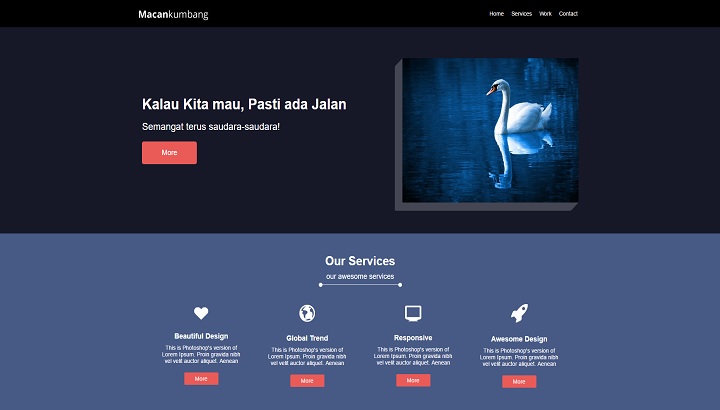 Macankumbang
Home Services Work Contact
Kalau Kita mau, Pasti ada Jalan
Semangat terus saudara-saudara!
More
Our Services
our awesome services
Beautiful Design
This is Photoshop's version of
Lorem Ipsum. Proin gravida nibh
vel velit auctor aliquet. Aenean
More
Global Trend
This is Photoshop's version of
Lorem Ipsum. Proin gravida nibh
vel velit auctor aliquet. Aenean
More
Responsive
This is Photoshop's version of
Lorem Ipsum. Proin gravida nibh
vel velit auctor aliquet. Aenean
More
Awesome Design
This is Photoshop's version of
Lorem Ipsum. Proin gravida nibh
vel velit auctor aliquet. Aenean
More